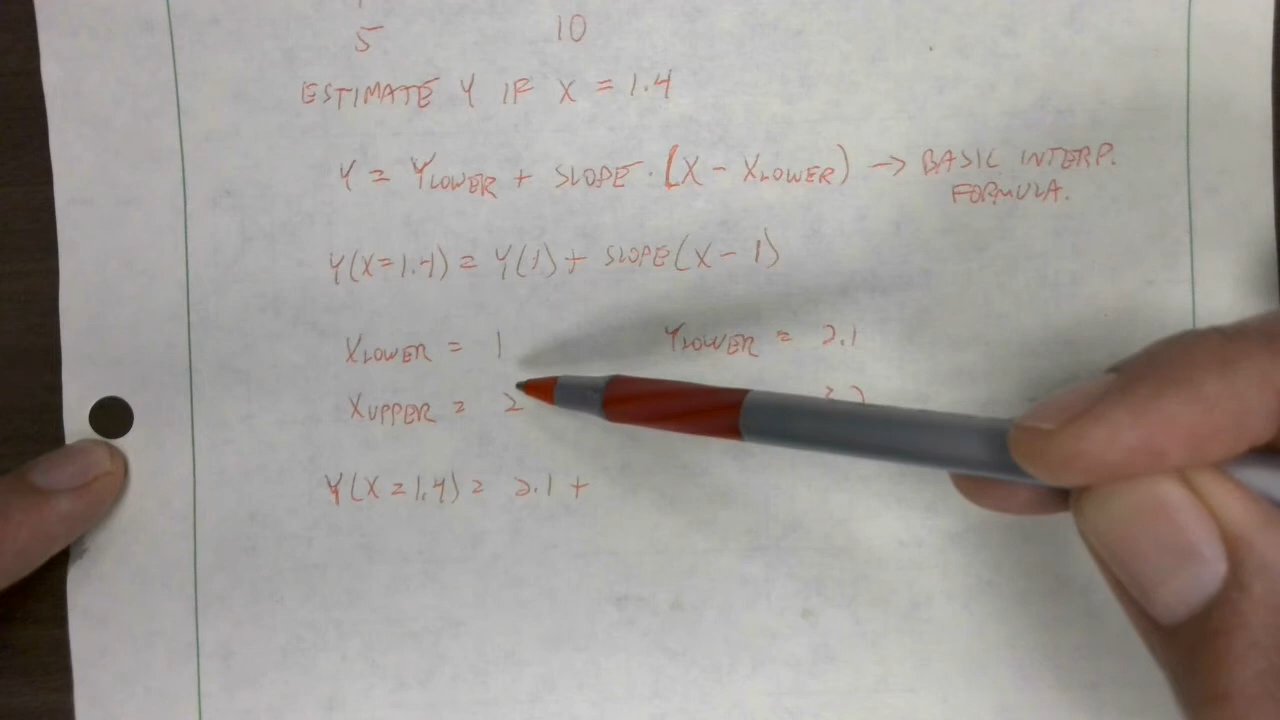 5 10
ESTIMATE Y IF X = 1.4
Y = YLOWER + SLOPE · (X - XLOWER) → BASIC INTERP. FORMULA.
Y(X=1.4) = Y(1) + SLOPE(X - 1)
XLOWER = 1 YLOWER = 2.1
XUPPER = 2
Y(X=1.4) = 2.1 +